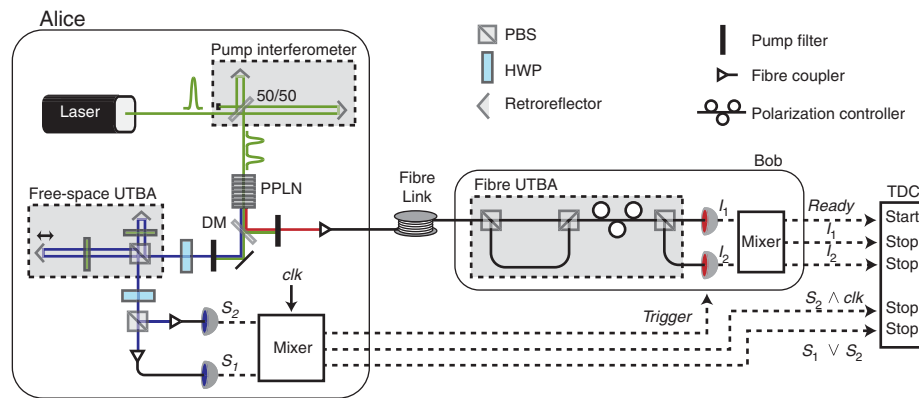 Alice
Pump interferometer
50/50
Laser
PPLN
DM
Free-space UTBA
clk
S2
S1
Mixer
PBS
HWP
Retroreflector
Pump filter
Fibre coupler
Polarization controller
Fibre
Link
Bob
Fibre UTBA
I1
I2
Mixer
Trigger
Ready
I1
I2
S2 ∧ clk
S1 ∨ S2
TDC
Start
Stop
Stop
Stop
Stop